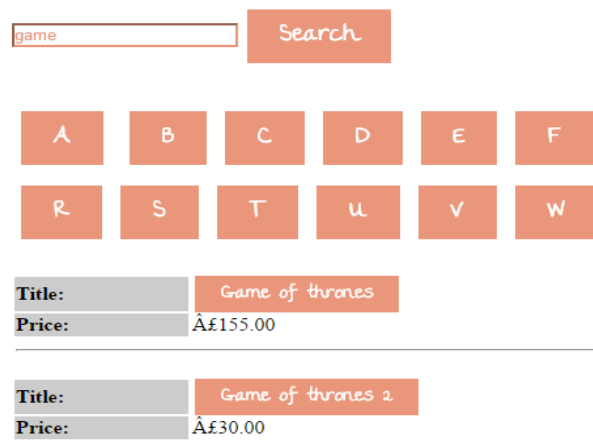 game Search
A B C D E F
R S T U V W
Title: Game of thrones
Price: Â£155.00
Title: Game of thrones 2
Price: Â£30.00